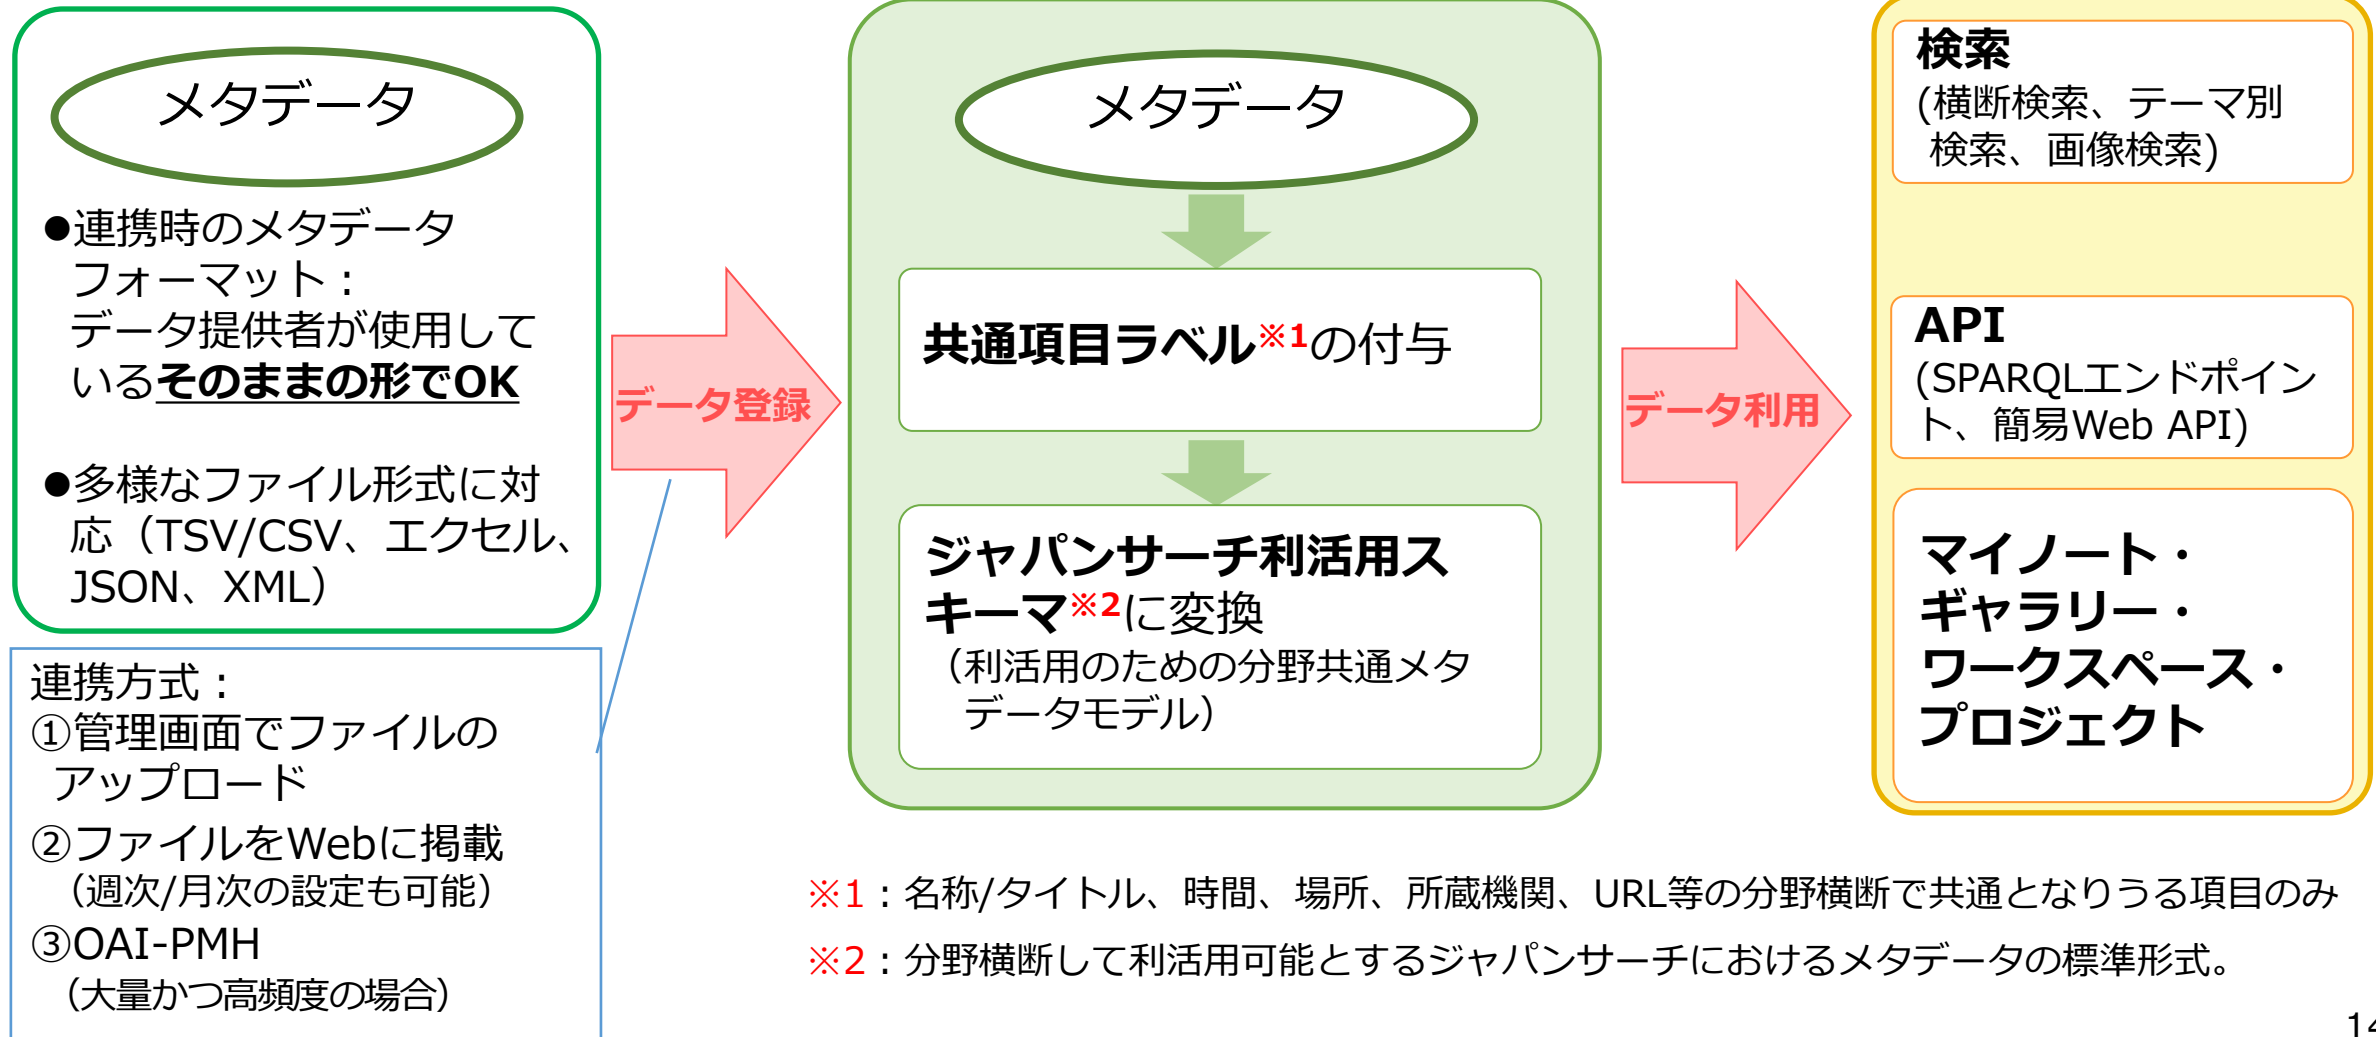 メタデータ
●連携時のメタデータ
フォーマット：
データ提供者が使用して
いるそのままの形でOK
●多様なファイル形式に対
応（TSV/CSV、エクセル、
JSON、XML）
連携方式：
①管理画面でファイルの
アップロード
②ファイルをWebに掲載
（週次/月次の設定も可能）
③OAI-PMH
（大量かつ高頻度の場合）
データ登録
メタデータ
共通項目ラベル※1の付与
ジャパンサーチ利活用ス
キーマ※2に変換
（利活用のための分野共通メタ
データモデル）
データ利用
検索
(横断検索、テーマ別
検索、画像検索)
API
(SPARQLエンドポイン
ト、簡易Web API)
マイノート・
ギャラリー・
ワークスペース・
プロジェクト
※1：名称/タイトル、時間、場所、所蔵機関、URL等の分野横断で共通となりうる項目のみ
※2：分野横断して利活用可能とするジャパンサーチにおけるメタデータの標準形式。
14